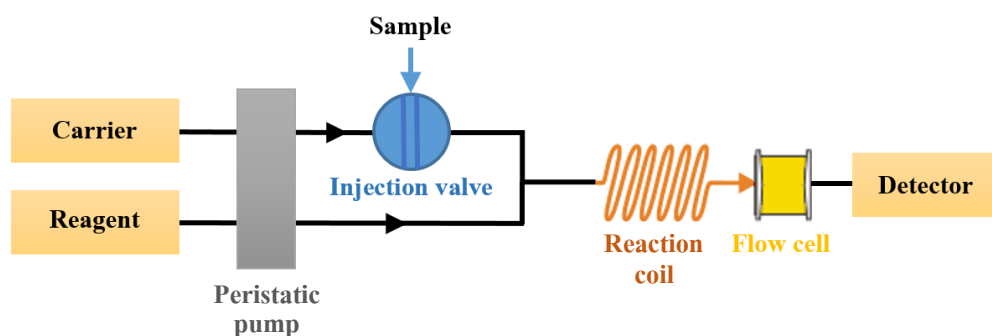 Sample
Carrier
Injection valve
Reagent
Peristatic
pump
Reaction
coil
Flow cell
Detector